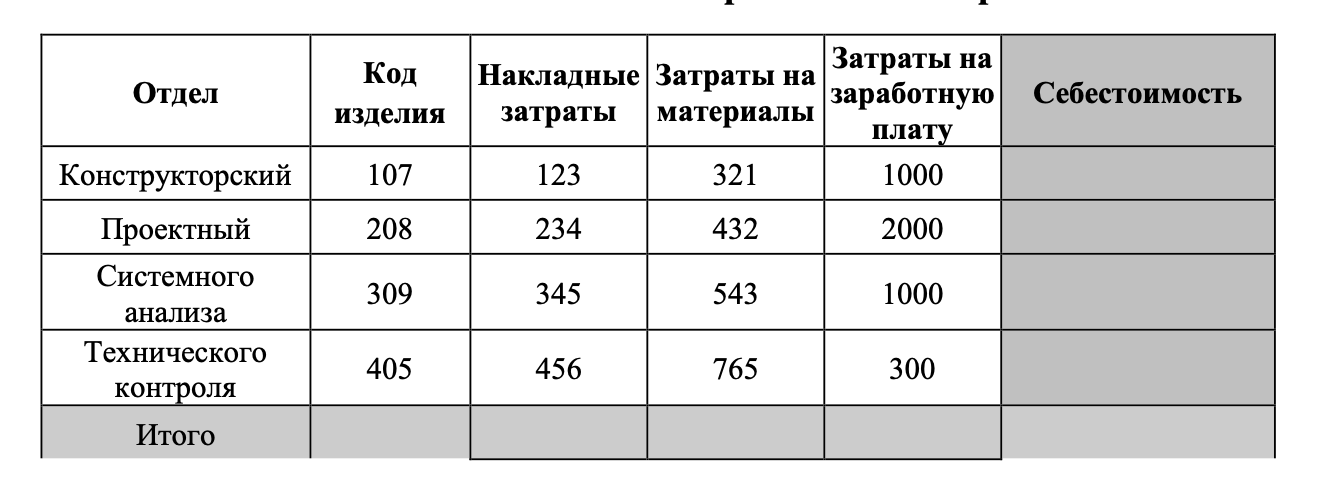 Отдел
Код
изделия
Накладные
затраты
Затраты на
материалы
Затраты на
заработную
плату
Себестоимость
Конструкторский 107 123 321 1000
Проектный 208 234 432 2000
Системного
анализа
309 345 543 1000
Технического
контроля
405 456 765 300
Итого